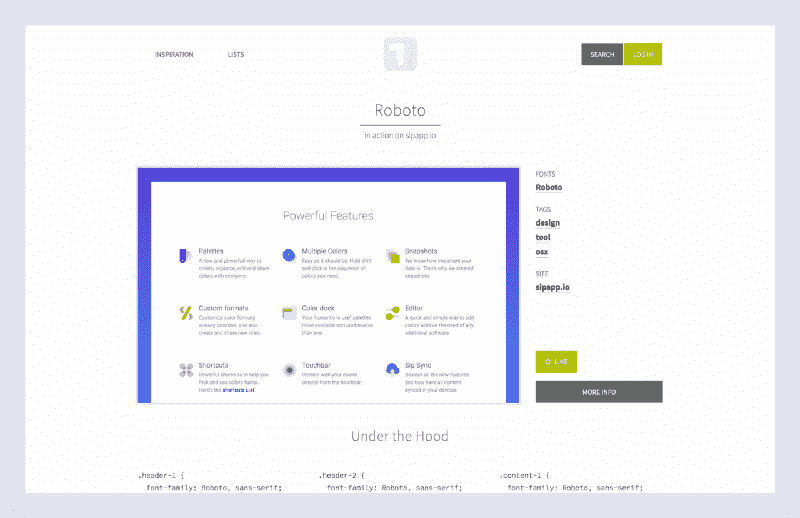 INSPIRATION
LISTS
SEARCH
LOG IN
Roboto
in action on sipapp.io
Powerful Features
Palettes
A new and powerfull way to
create, organize, edit and share
colors with everyone.
Multiple Colors
Easy as it should be. Hold shift
and click in the sequence of
colors you need.
Snapshots
We know how important your
data is. That's why we created
snapshots.
Custom formats
Customize color formats
already provided, and also
create and share new ones.
Color dock
Your "currently in use" palettes
more available and unobtrusive
than ever.
Editor
A quick and simple way to edit
colors without the need of any
additional software.
Shortcuts
Powerful shortcuts to help you
Pick and use colors faster.
Here's the Shortcuts List.
Touchbar
Interact with your colors
directly from the touchbar.
Sip Sync
all the new features,
you now have all content
synced in your devices.
FONTS
Roboto
TAGS
design
tool
osx
SITE
sipapp.io
LIKE
MORE INFO
Under the Hood
.header-1 {
font-family: Roboto, sans-serif;
.header-2 {
font-family: Roboto, sans-serif;
.content-1 {
font-family: Roboto, sans-serif;